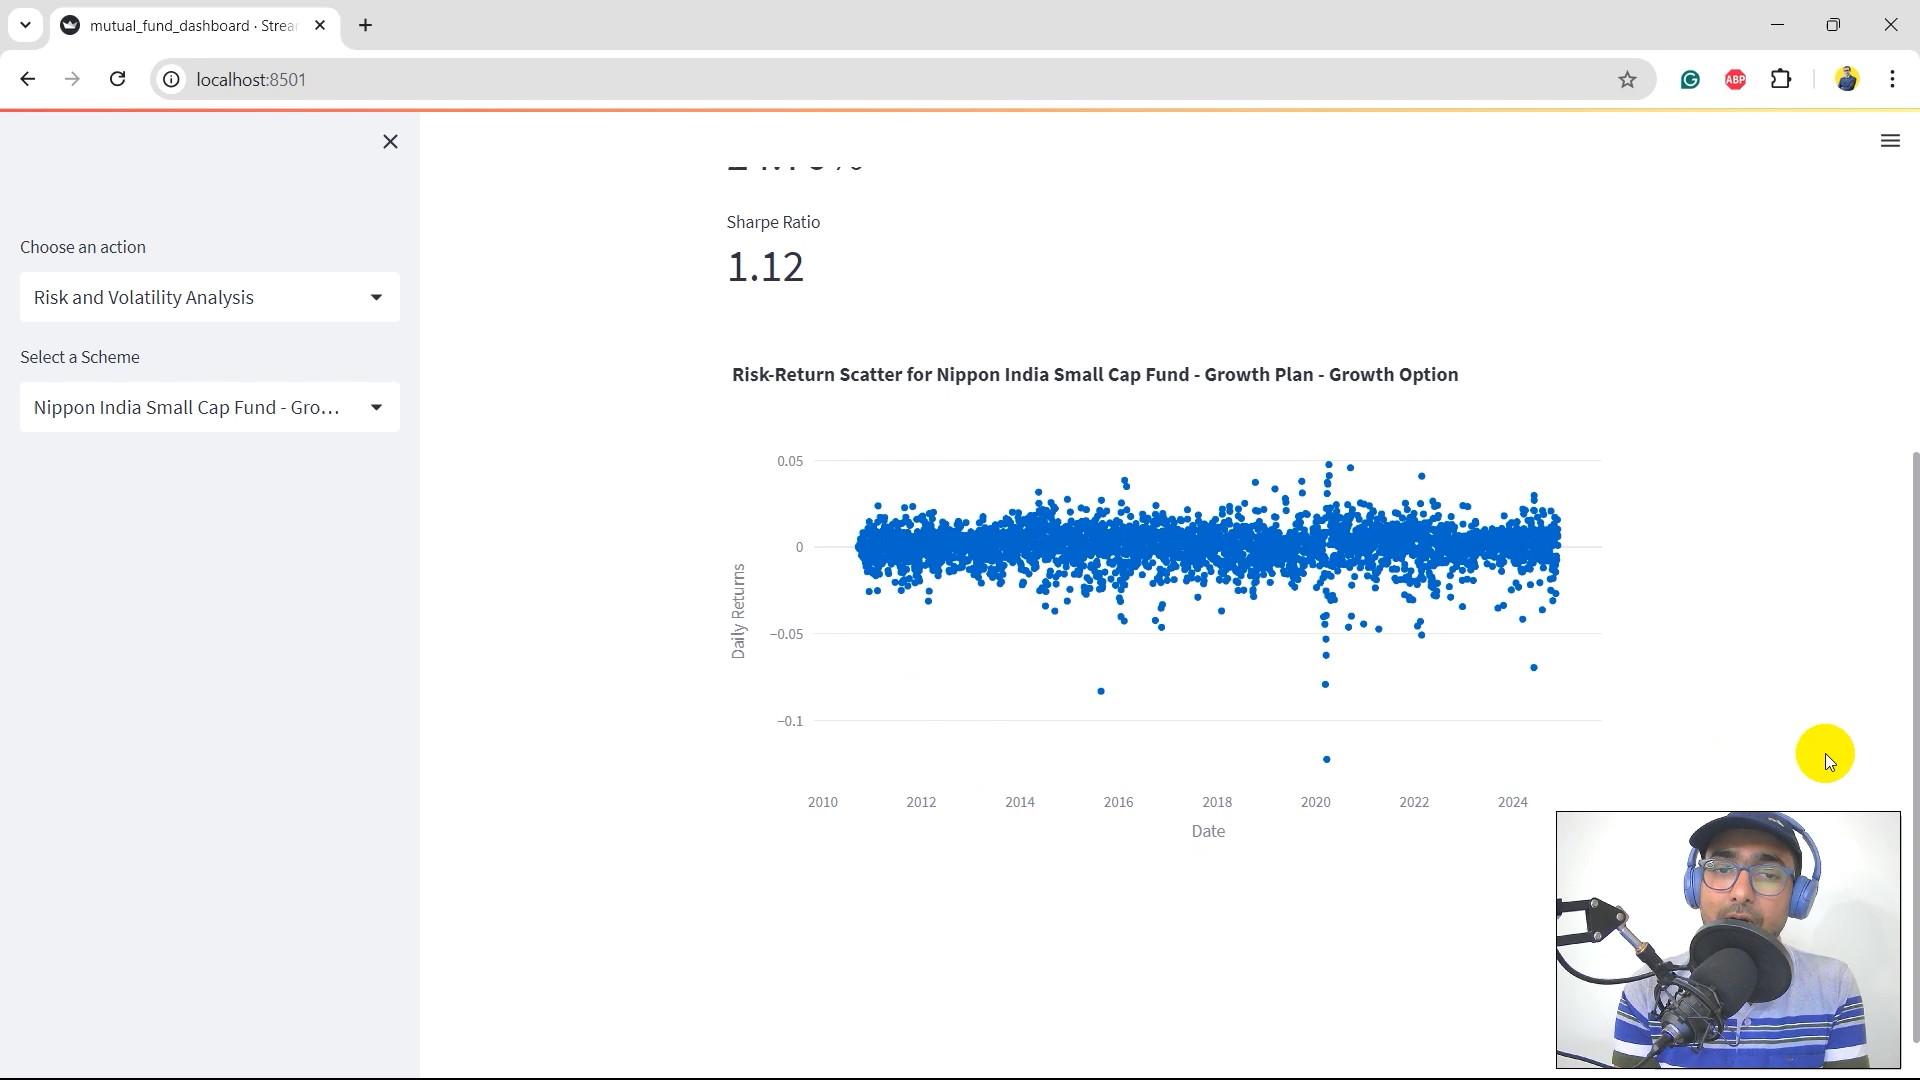 mutual_fund_dashboard · Strea
localhost:8501
ABP
Choose an action
Risk and Volatility Analysis
Select a Scheme
Nippon India Small Cap Fund - Gro...
Sharpe Ratio
1.12
Risk-Return Scatter for Nippon India Small Cap Fund - Growth Plan - Growth Option
0.05
0
−0.05
−0.1
Daily Returns
2010 2012 2014 2016 2018 2020 2022 2024
Date